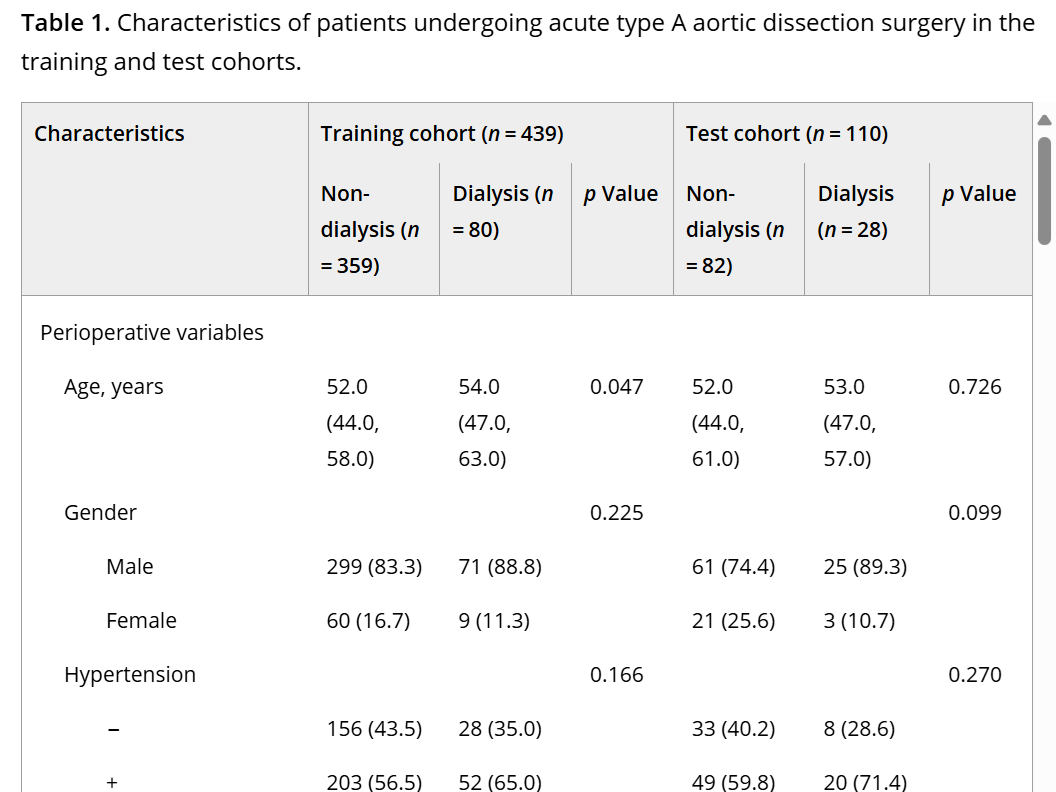 Table 1. Characteristics of patients undergoing acute type A aortic dissection surgery in the
training and test cohorts.
Characteristics Training cohort (n = 439) Test cohort (n = 110)
Non- Dialysis (n p Value Non- Dialysis p Value
dialysis (n = 80) dialysis (n (n = 28)
= 359) = 82)
Perioperative variables
Age, years 52.0 54.0 0.047 52.0 53.0 0.726
(44.0, (47.0, (44.0, (47.0,
58.0) 63.0) 61.0) 57.0)
Gender 0.225 0.099
Male 299 (83.3) 71 (88.8) 61 (74.4) 25 (89.3)
Female 60 (16.7) 9 (11.3) 21 (25.6) 3 (10.7)
Hypertension 0.166 0.270
− 156 (43.5) 28 (35.0) 33 (40.2) 8 (28.6)
+ 203 (56.5) 52 (65.0) 49 (59.8) 20 (71.4)